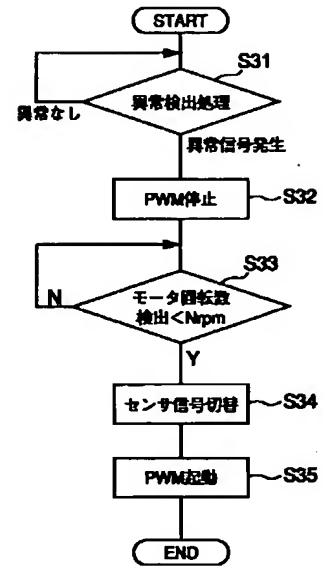 START
S31
異常検出処理
異常なし
異常信号発生
PWM停止
S32
S33
モータ回転数
検出<Nrpm
N
Y
センサ信号切替
S34
PWM起動
S35
END